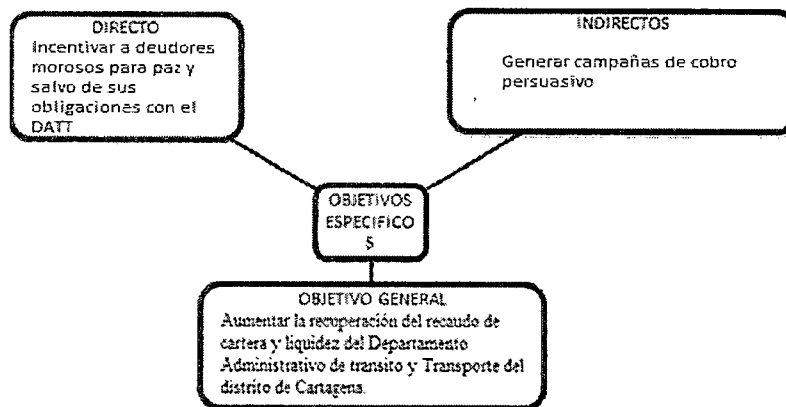 DIRECTO
Incentivar a deudores
morosos para paz y
salvo de sus
obligaciones con el
DATT
INDIRECTOS
Generar campañas de cobro
persuasivo
OBJETIVOS
ESPECIFICO
S
OBJETIVO GENERAL
Aumentar la recuperación del recaudo de
cartera y liquidez del Departamento
Administrativo de transito y Transporte del
distrito de Cartagena.